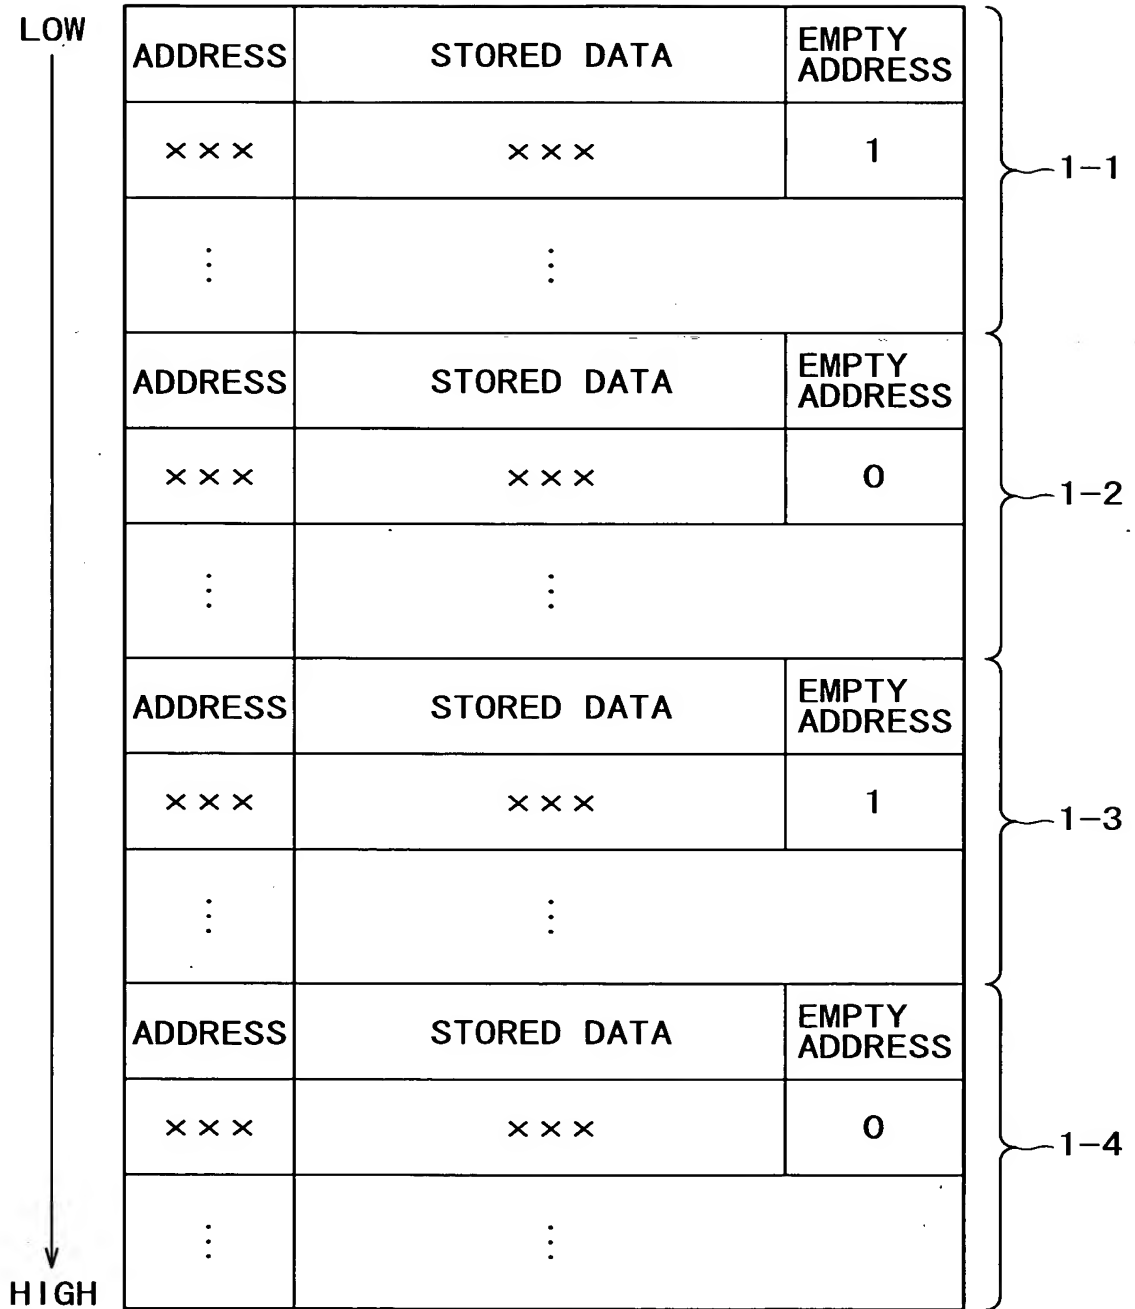 LOW
ADDRESS STORED DATA EMPTY
ADDRESS
××× ××× 1
1-1
⋮ ⋮
ADDRESS STORED DATA EMPTY
ADDRESS
××× ××× 0
1-2
⋮ ⋮
ADDRESS STORED DATA EMPTY
ADDRESS
××× ××× 1
1-3
⋮ ⋮
ADDRESS STORED DATA EMPTY
ADDRESS
××× ××× 0
1-4
⋮ ⋮
HIGH